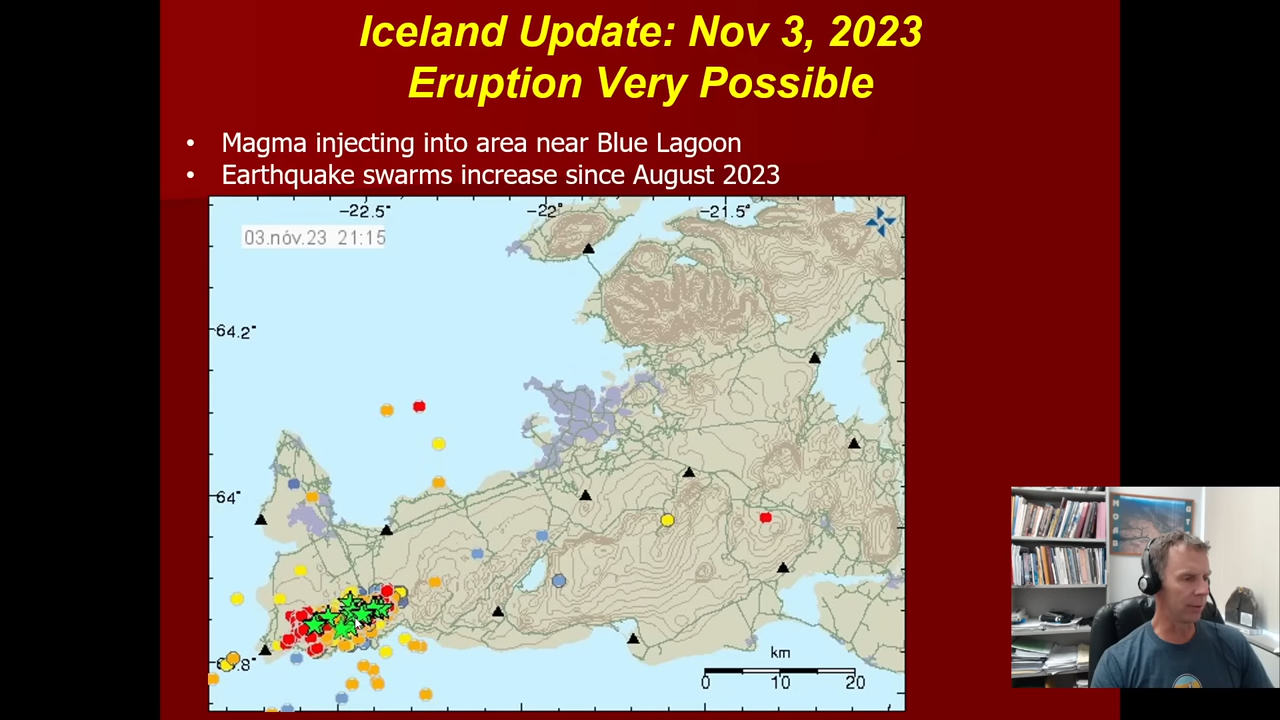 Iceland Update: Nov 3, 2023
Eruption Very Possible
• Magma injecting into area near Blue Lagoon
• Earthquake swarms increase since August 2023
−22.5° −22° −21.5°
03.nóv.23 21:15
64.2°
64°
km
0 10 20